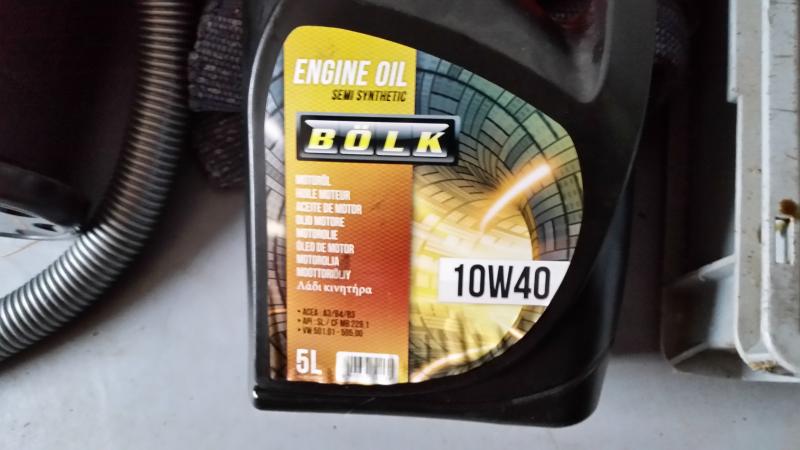 ENGINE OIL
SEMI SYNTHETIC
BÖLK
MOTORÖL
HUILE MOTEUR
ACEITE DE MOTOR
OLIO MOTORE
MOTOROLIE
ÓLEO DE MOTOR
MOTOROLJA
MOOTTORIÖLJY
Λάδι κινητήρα
10W40
• ACEA : A3/B4/B3
• API : SL / CF MB 229,1
• VW 501,01 - 505,00
5L